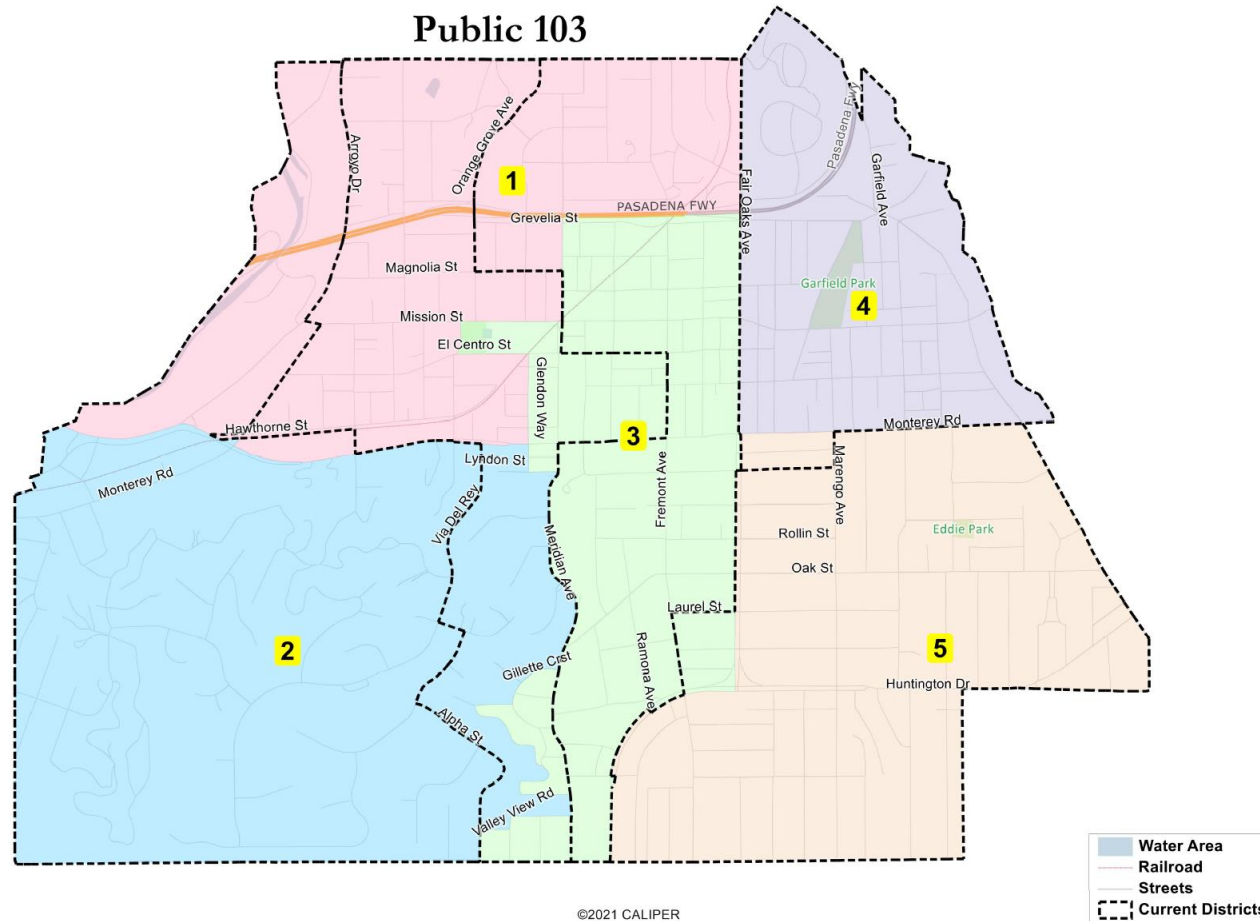 Public 103
Arroyo Dr
Orange Grove Ave
Pasadena Fwy
Garfield Ave
1
Fair Oaks Ave
PASADENA FWY
Grevelia St
Magnolia St
Garfield Park
4
Mission St
El Centro St
Glendon Way
Hawthorne St
3
Monterey Rd
Lyndon St
Marengo Ave
Monterey Rd
Fremont Ave
Via Del Rey
Rollin St
Eddie Park
Meridian Ave
Oak St
Laurel St
2
Ramona Ave
5
Gillette Crst
Huntington Dr
Alpha St
Valley View Rd
Water Area
Railroad
Streets
Current Districts
©2021 CALIPER